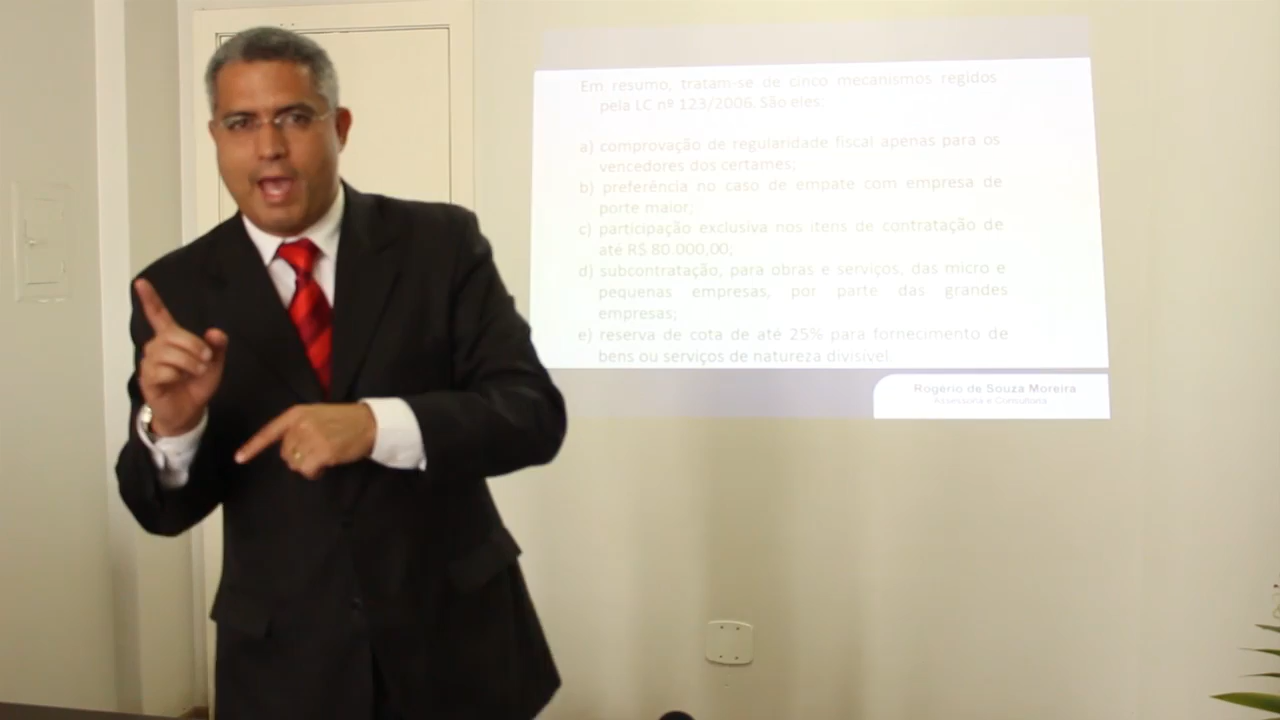 Em resumo, tratam-se de cinco mecanismos regidos
pela LC nº 123/2006. São eles:
a) comprovação de regularidade fiscal apenas para os
vencedores dos certames;
b) preferência no caso de empate com empresa de
porte maior;
c) participação exclusiva nos itens de contratação de
até R$ 80.000,00;
d) subcontratação, para obras e serviços, das micro e
pequenas empresas, por parte das grandes
empresas;
e) reserva de cota de até 25% para fornecimento de
bens ou serviços de natureza divisível
Rogério de Souza Moreira
Assessoria e Consultoria